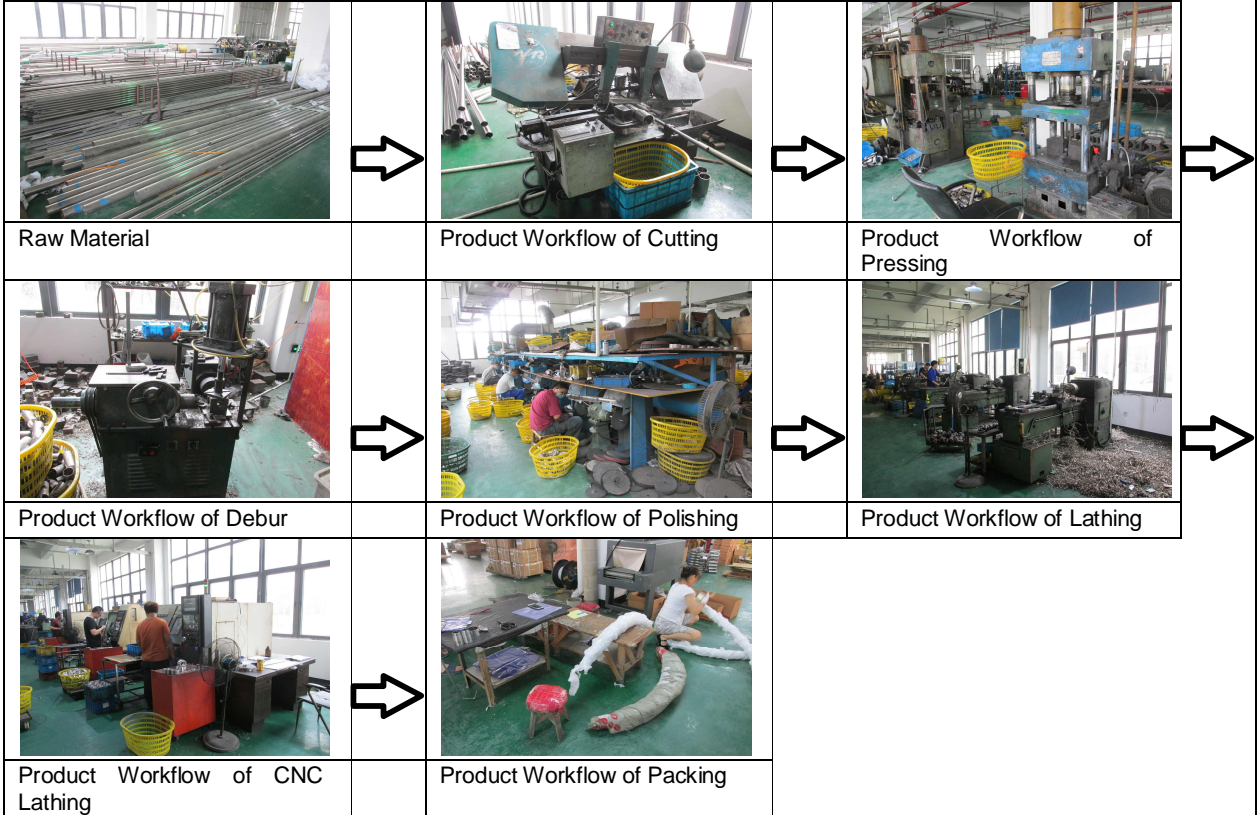 Raw Material
Product Workflow of Cutting
Product Workflow of
Pressing
Product Workflow of Debur
Product Workflow of Polishing
Product Workflow of Lathing
Product Workflow of CNC
Lathing
Product Workflow of Packing